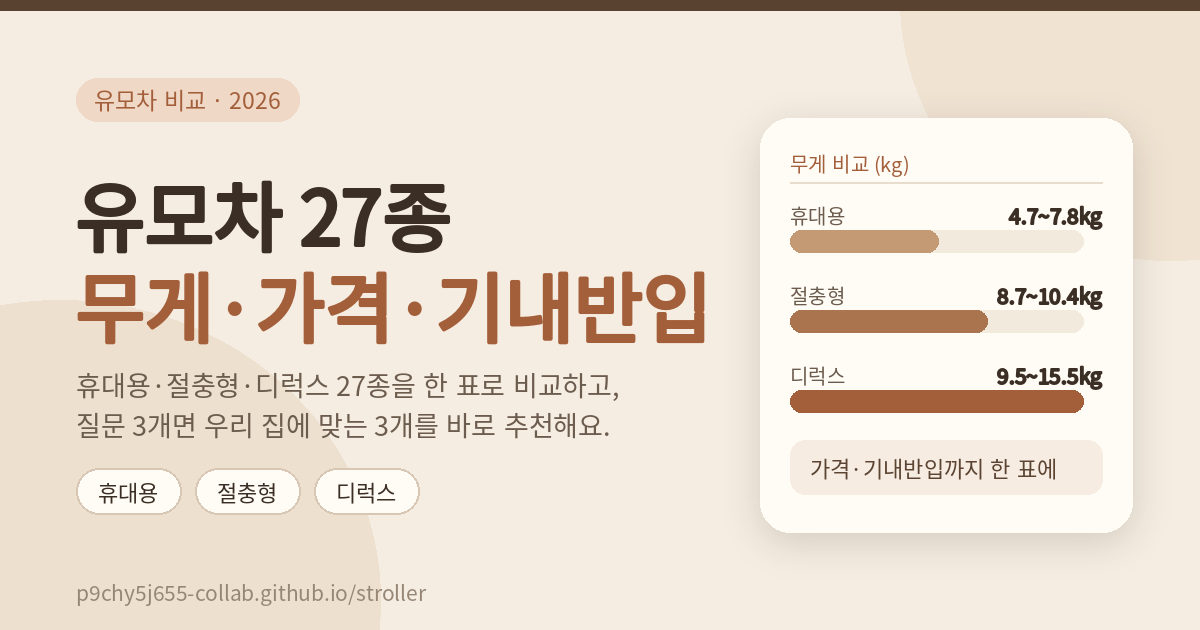 유모차 비교 · 2026
유모차 27종
무게·가격·기내반입
휴대용·절충형·디럭스 27종을 한 표로 비교하고,
질문 3개면 우리 집에 맞는 3개를 바로 추천해요.
휴대용 절충형 디럭스
p9chy5j655-collab.github.io/stroller
무게 비교 (kg)
휴대용 4.7~7.8kg
절충형 8.7~10.4kg
디럭스 9.5~15.5kg
가격·기내반입까지 한 표에